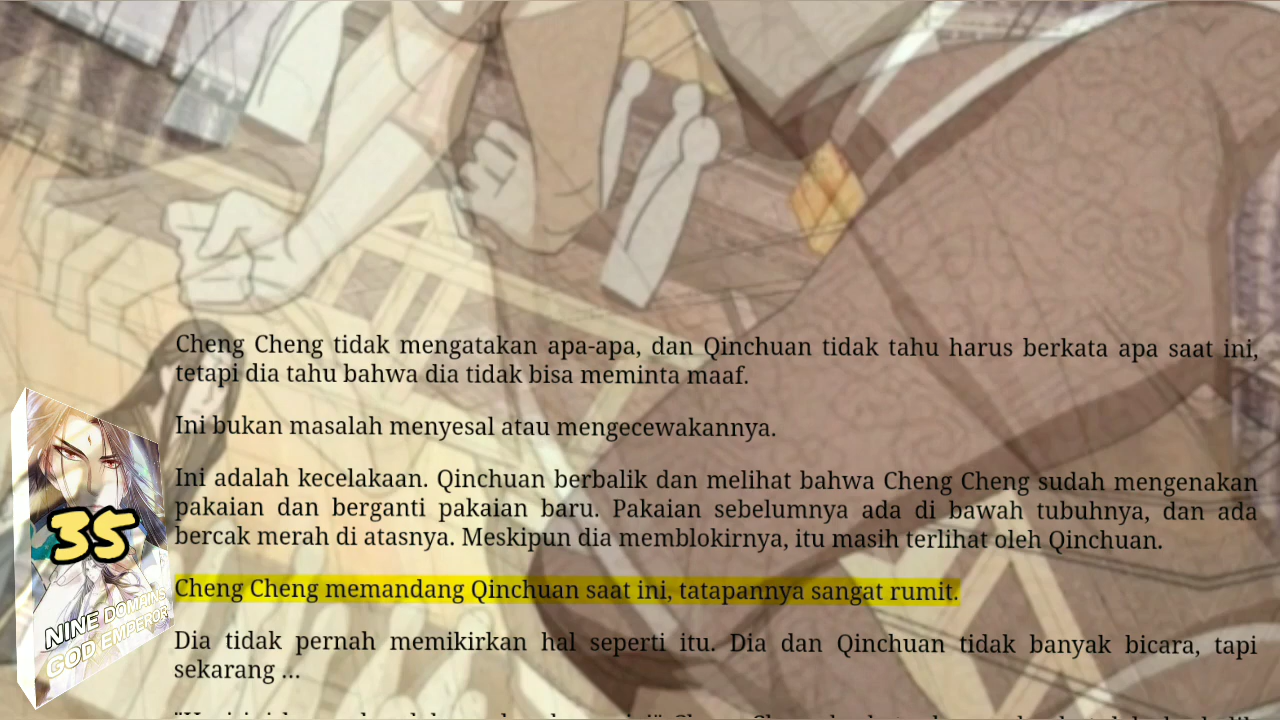 Cheng Cheng tidak mengatakan apa-apa, dan Qinchuan tidak tahu harus berkata apa saat ini,
tetapi dia tahu bahwa dia tidak bisa meminta maaf.
Ini bukan masalah menyesal atau mengecewakannya.
Ini adalah kecelakaan. Qinchuan berbalik dan melihat bahwa Cheng Cheng sudah mengenakan
pakaian dan berganti pakaian baru. Pakaian sebelumnya ada di bawah tubuhnya, dan ada
bercak merah di atasnya. Meskipun dia memblokirnya, itu masih terlihat oleh Qinchuan.
Cheng Cheng memandang Qinchuan saat ini, tatapannya sangat rumit.
Dia tidak pernah memikirkan hal seperti itu. Dia dan Qinchuan tidak banyak bicara, tapi
sekarang ...
35
NINE DOMAINS
GOD EMPEROR